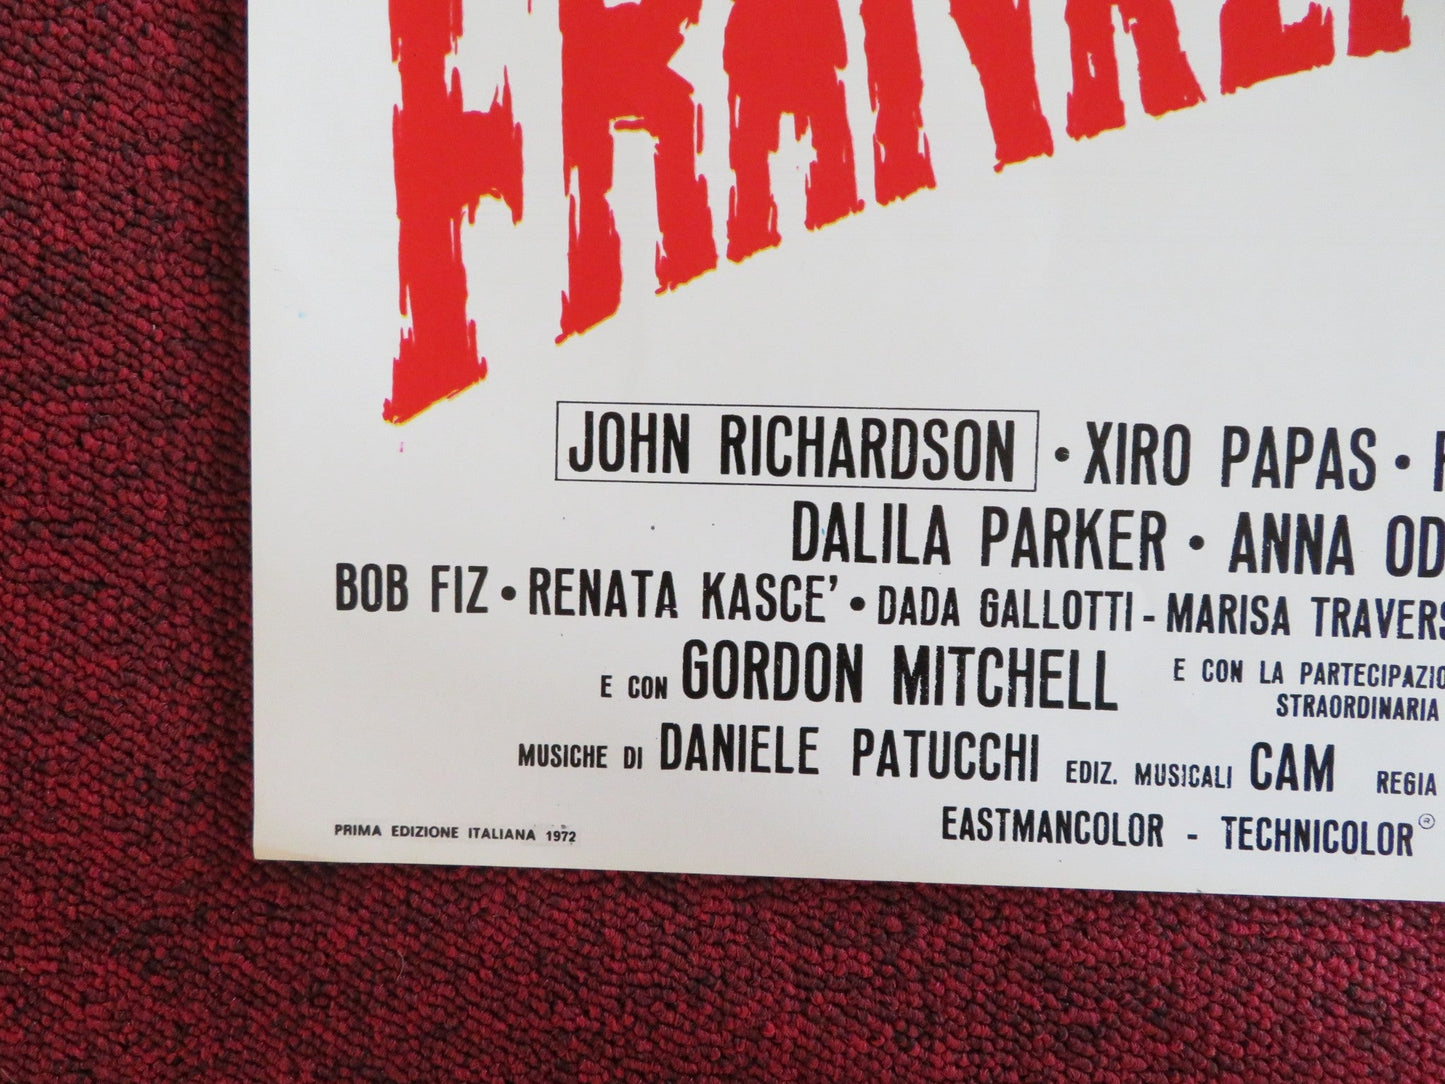 JOHN RICHARDSON • XIRO PAPAS •
DALILA PARKER • ANNA OD
BOB FIZ • RENATA KASCE' • DADA GALLOTTI - MARISA TRAVERS
E CON GORDON MITCHELL E CON LA PARTECIPAZIO
STRAORDINARIA
MUSICHE DI DANIELE PATUCCHI EDIZ. MUSICALI CAM REGIA
EASTMANCOLOR - TECHNICOLOR®
PRIMA EDIZIONE ITALIANA 1972